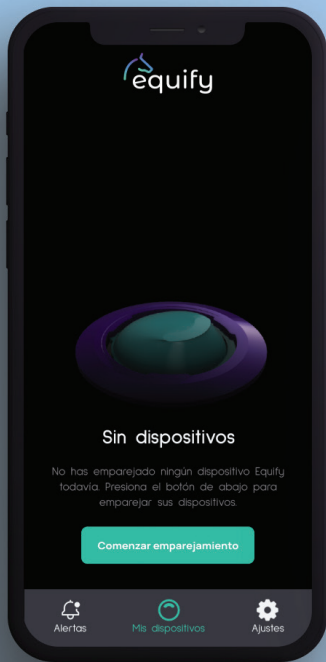 equify
Sin dispositivos
No has emparejado ningún dispositivo Equify
todavía. Presiona el botón de abajo para
emparejar sus dispositivos.
Comenzar emparejamiento
Alertas
Mis dispositivos
Ajustes